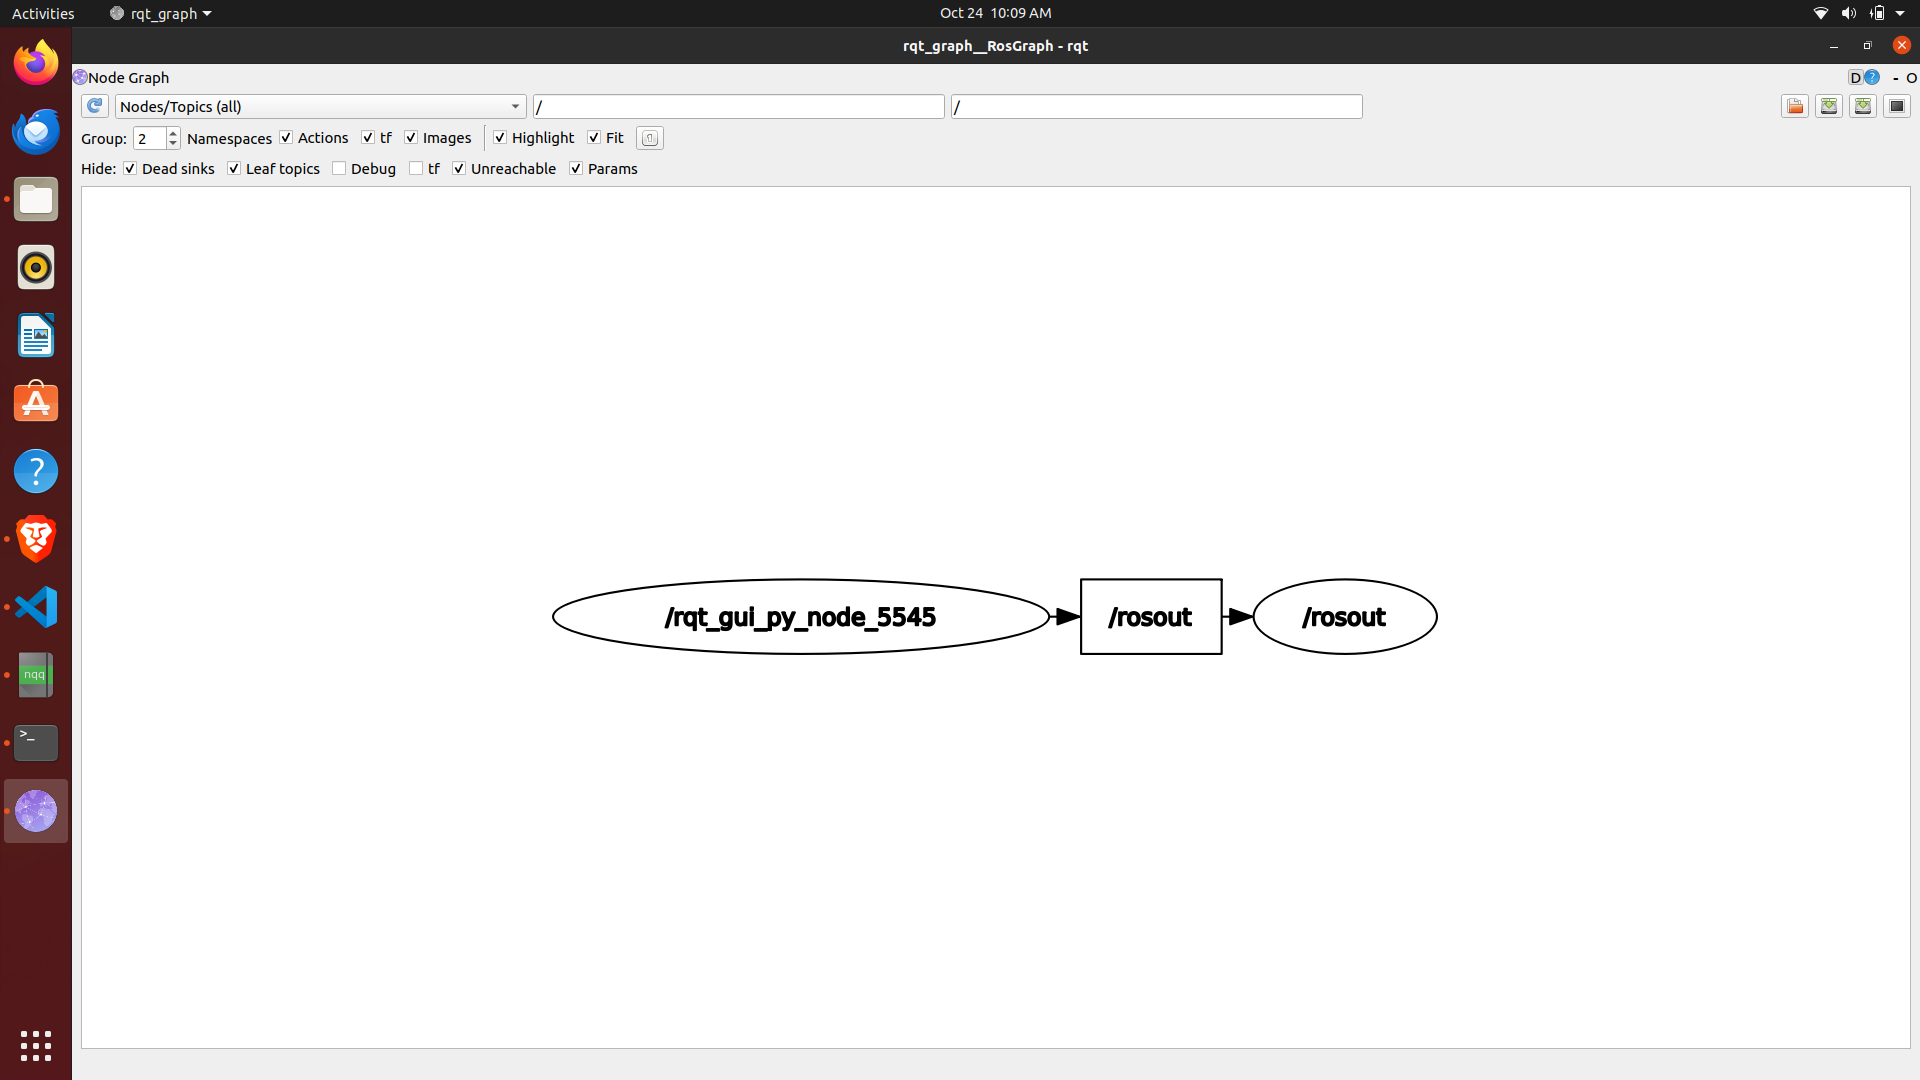 Activities rqt_graph Oct 24 10:09 AM
rqt_graph__RosGraph - rqt
Node Graph D ? - O
Nodes/Topics (all) / /
Group: 2 Namespaces Actions tf Images Highlight Fit
Hide: Dead sinks Leaf topics Debug tf Unreachable Params
/rqt_gui_py_node_5545 /rosout /rosout
?
nqq
>_